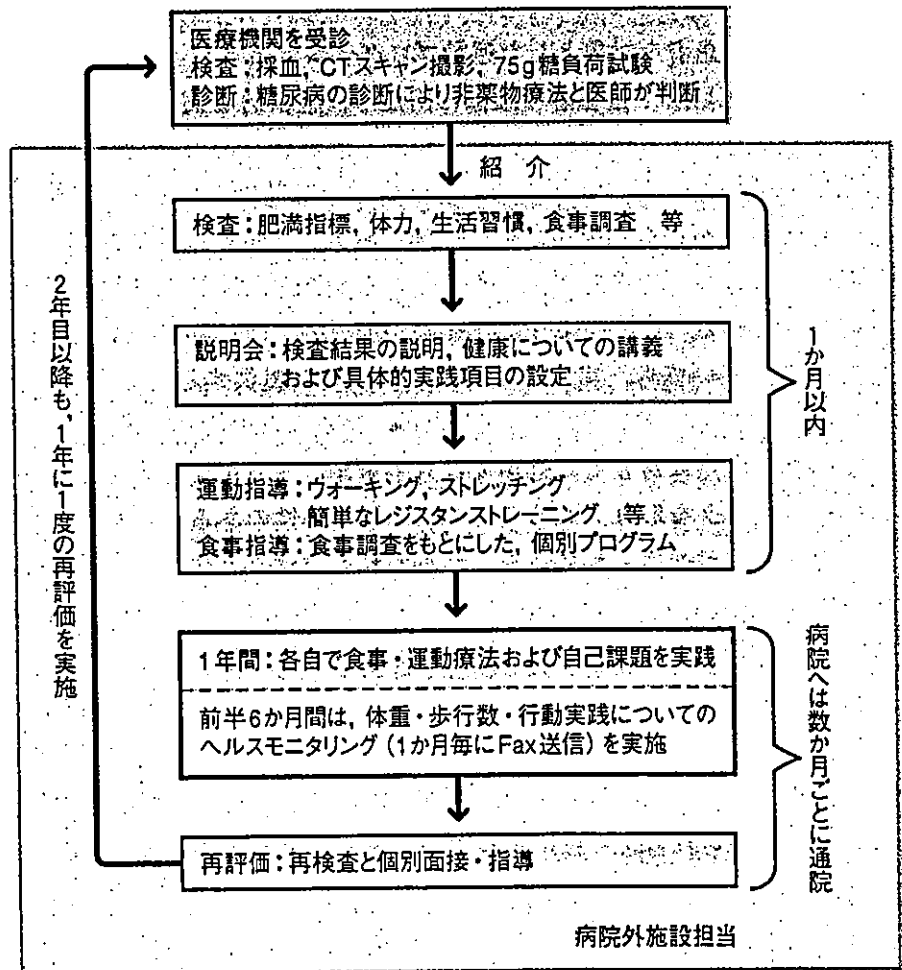 医療機関を受診
検査:採血,CTスキャン撮影,75g糖負荷試験
診断:糖尿病の診断により非薬物療法と医師が判断
紹 介
検査:肥満指標,体力,生活習慣,食事調査 等
説明会:検査結果の説明,健康についての講義
および具体的実践項目の設定
運動指導:ウォーキング,ストレッチング
簡単なレジスタンストレーニング 等
食事指導:食事調査をもとにした,個別プログラム
1か月以内
1年間:各自で食事・運動療法および自己課題を実践
前半6か月間は,体重・歩行数・行動実践についての
ヘルスモニタリング(1か月毎にFax送信)を実施
再評価:再検査と個別面接・指導
病院へは数か月ごとに通院
2年目以降も,1年に1度の再評価を実施
病院外施設担当